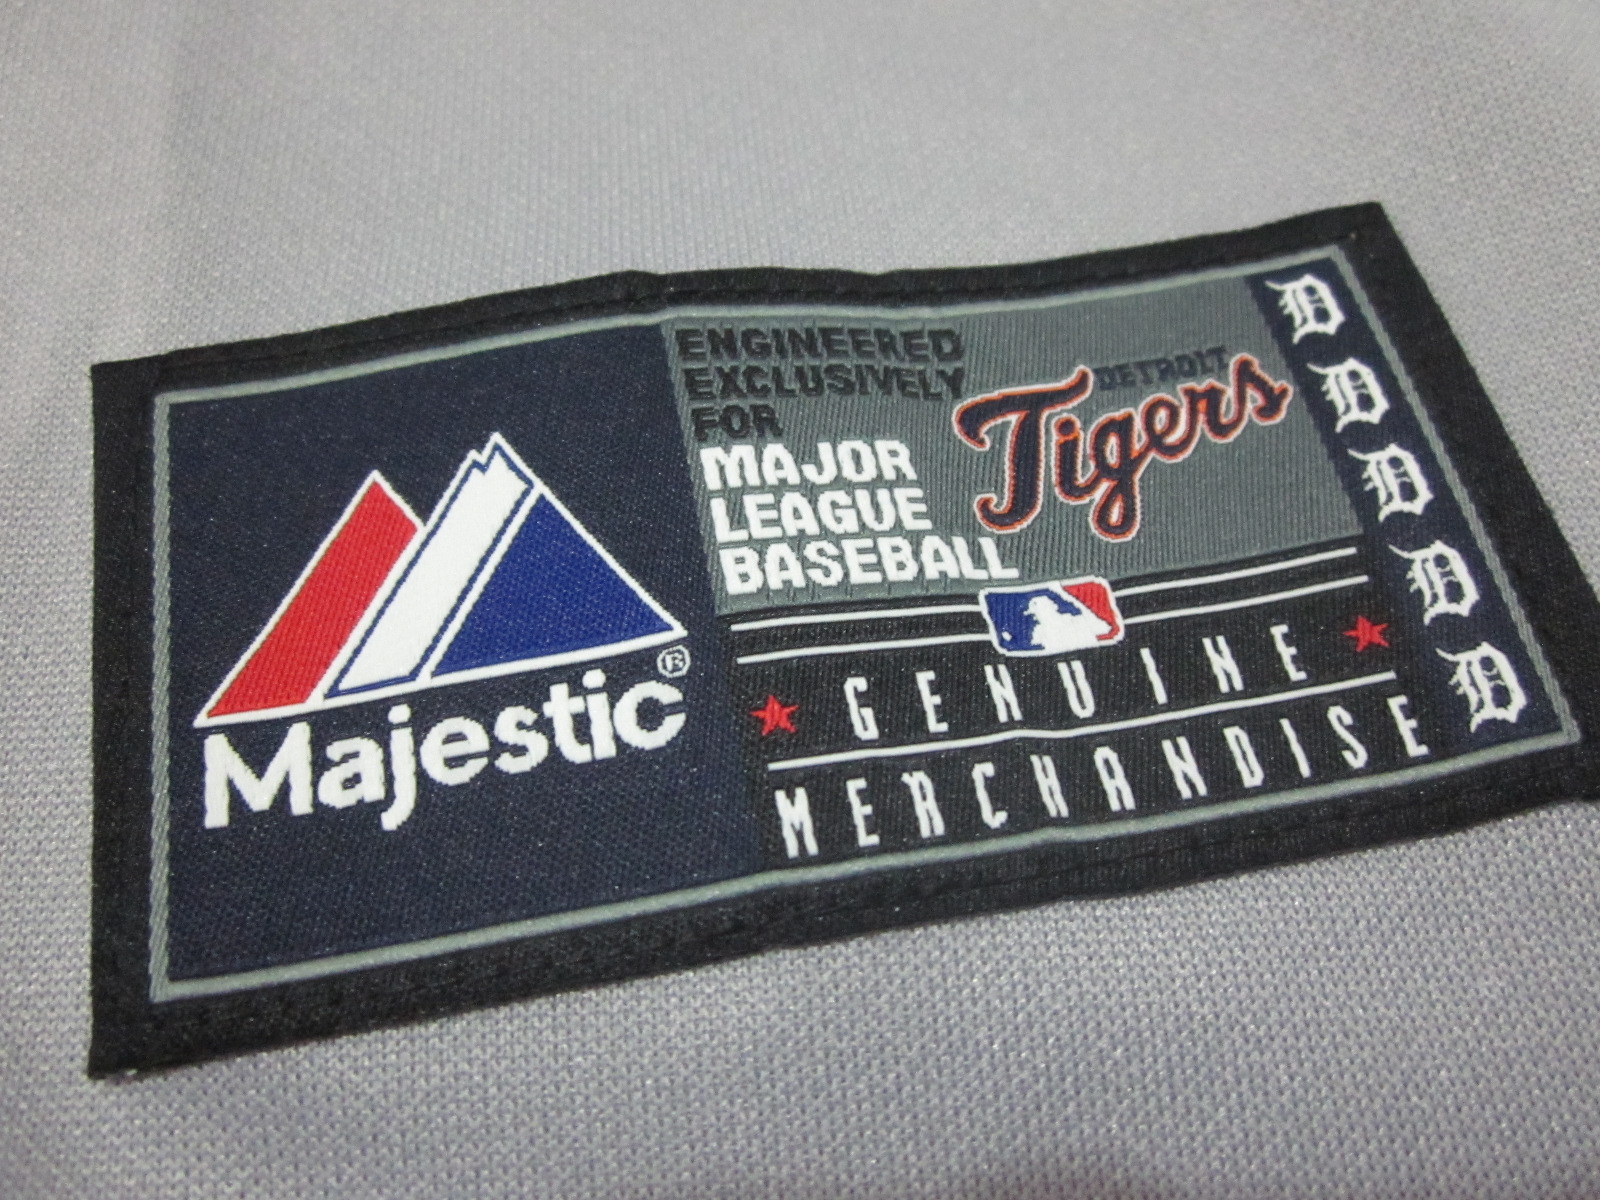 Majestic®
ENGINEERED
EXCLUSIVELY
FOR
MAJOR
LEAGUE
BASEBALL
DETROIT
Tigers
GENUINE
MERCHANDISE
D
D
D
D
D